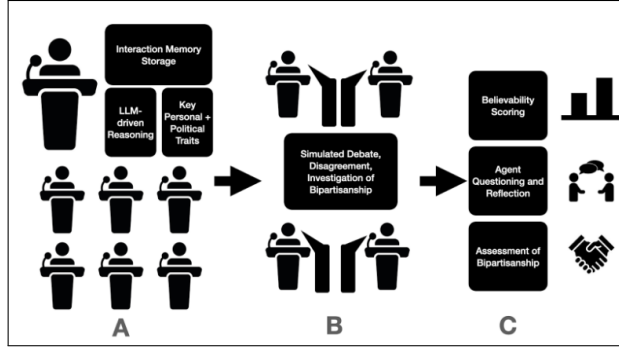 Interaction Memory
Storage
LLM-
driven
Reasoning
Key
Personal +
Political
Traits
A
Simulated Debate,
Disagreement,
Investigation of
Bipartisanship
B
Believability
Scoring
Agent
Questioning and
Reflection
Assessment of
Bipartisanship
C